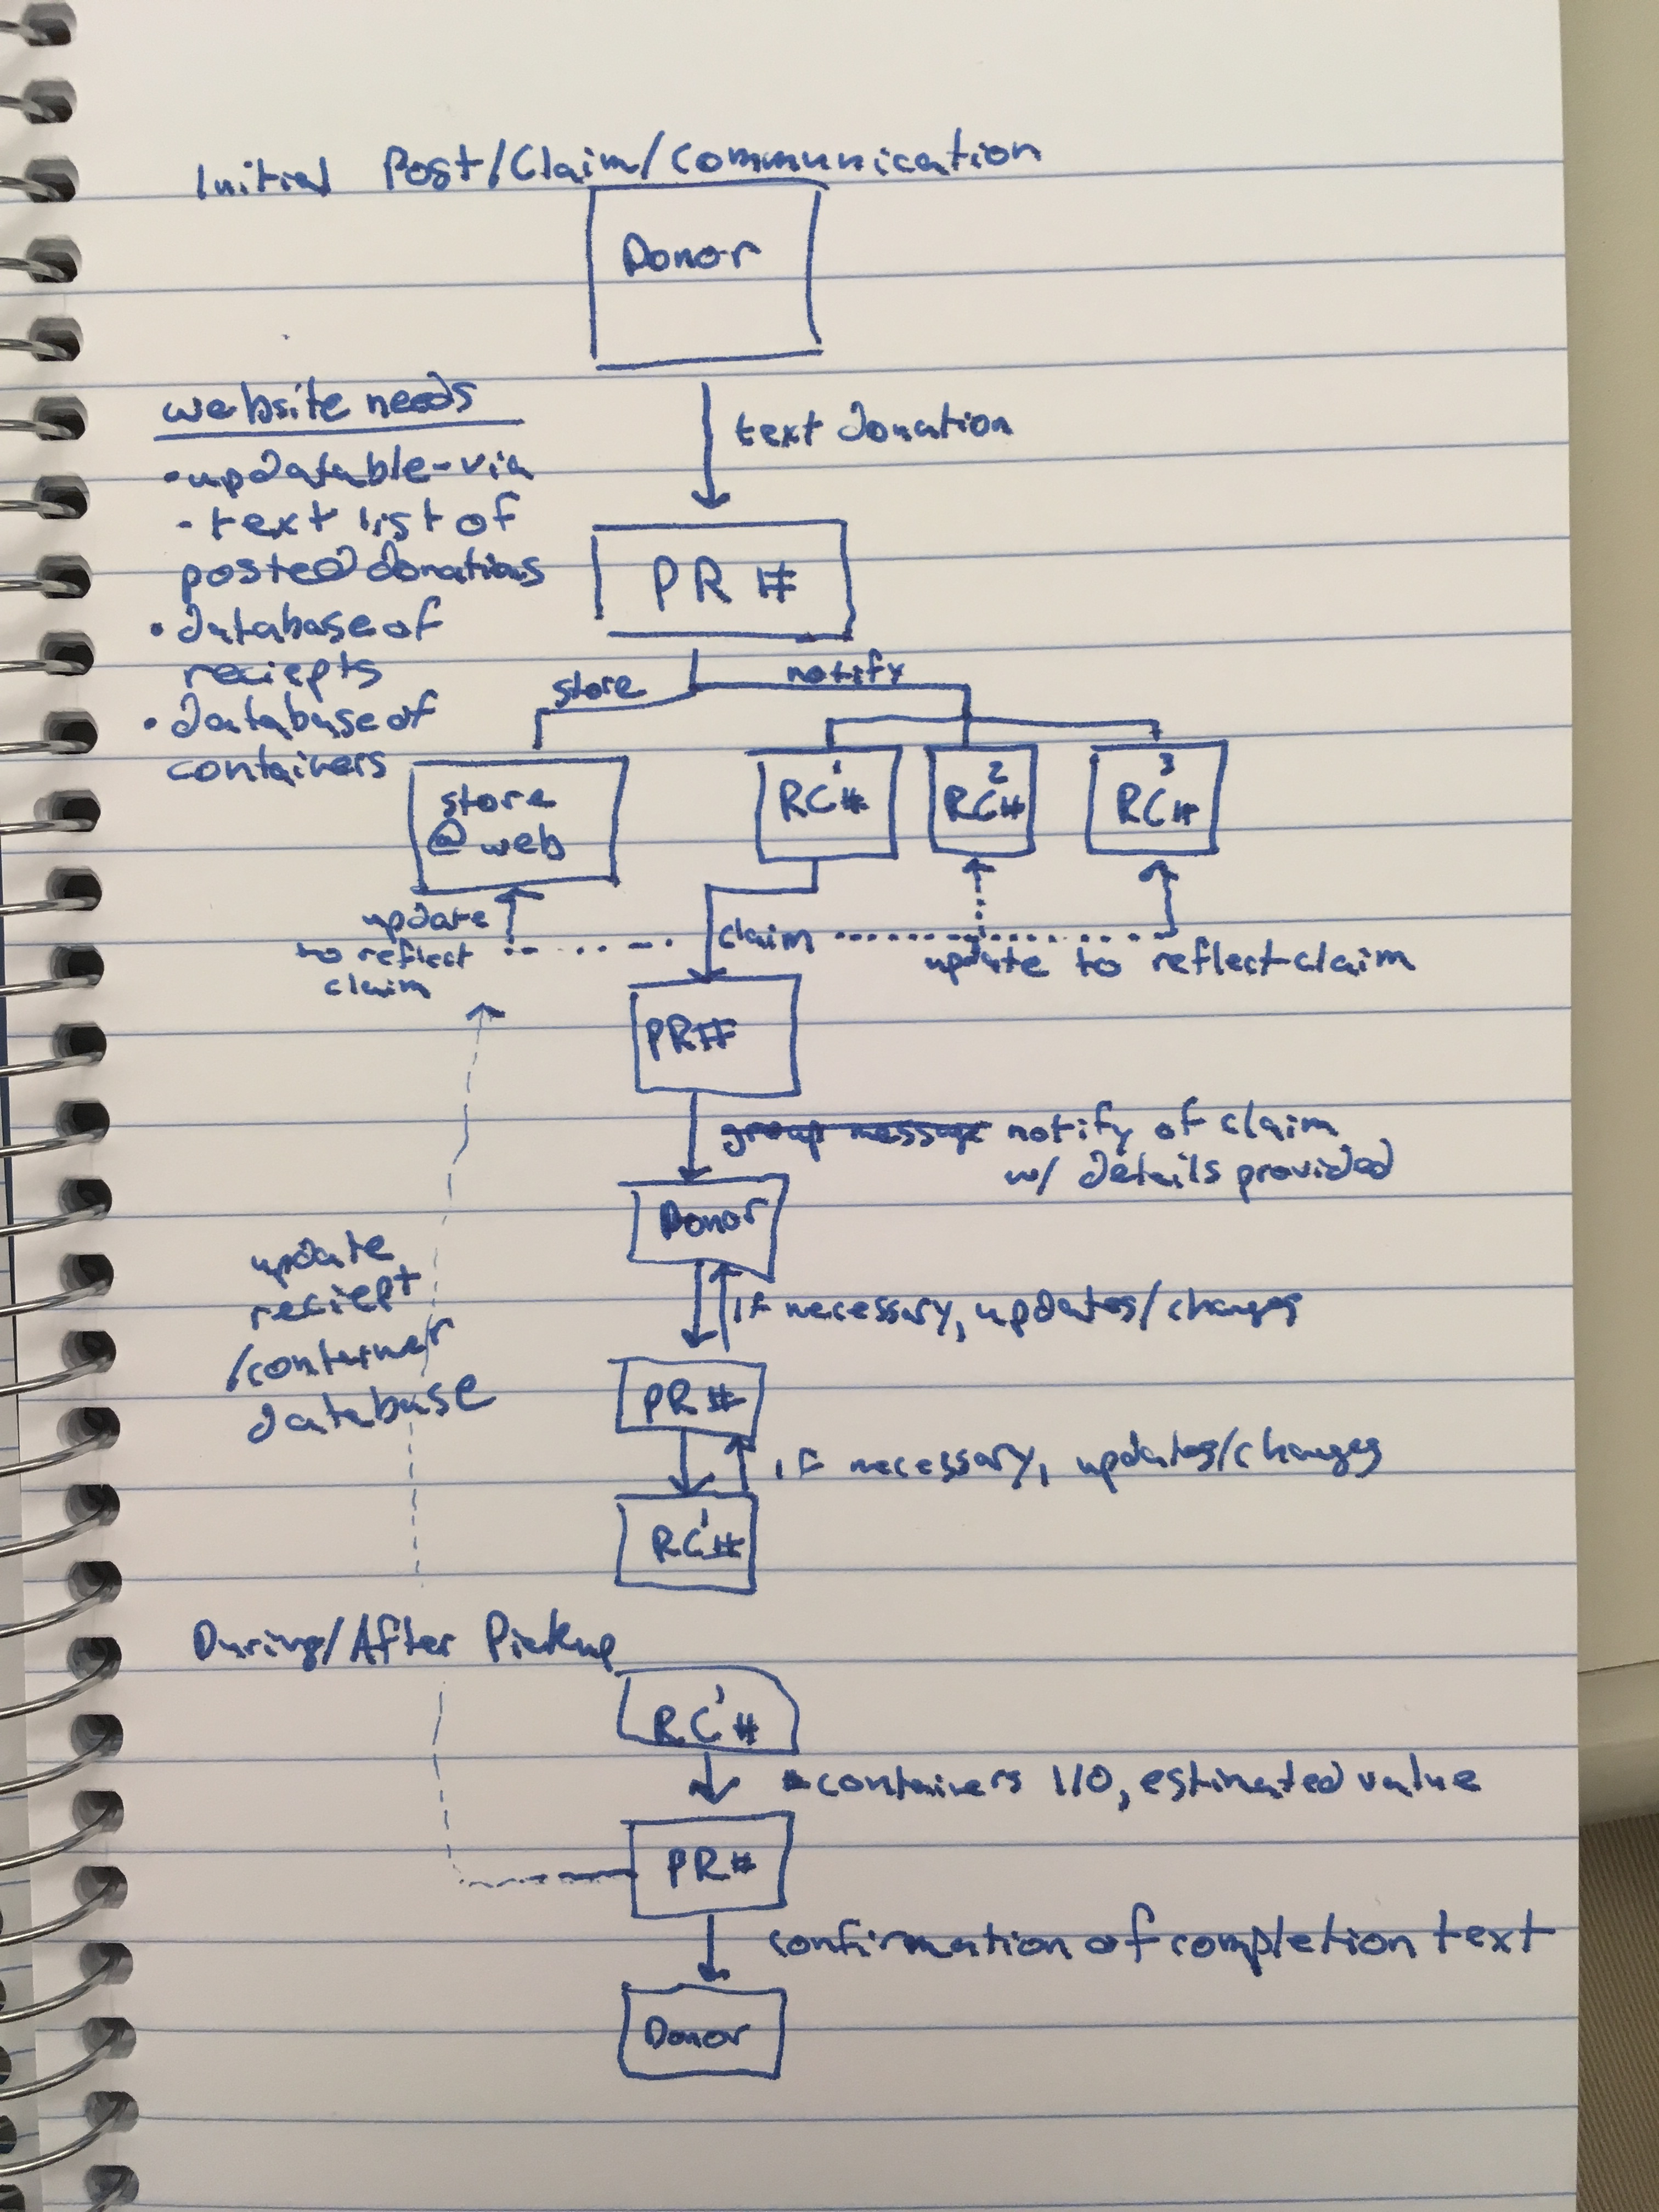 Initial Post/Claim/Communication
Donor
text donation
website needs
• updatable-via
- text list of
posted donations
• database of
reciepts
• database of
containers
PR #
store
notify
store
@ web
RC 1 #
RC 2 #
RC 3 #
update
to reflect
claim
claim
update to reflect claim
PR#
group message notify of claim
w/ details provided
Donor
if necessary, updates/changes
update
reciept
/container
database
PR #
if necessary, updates/changes
RC 1 #
During/After Pickup
RC 1 #
containers I/O, estimated value
PR #
confirmation of completion text
Donor